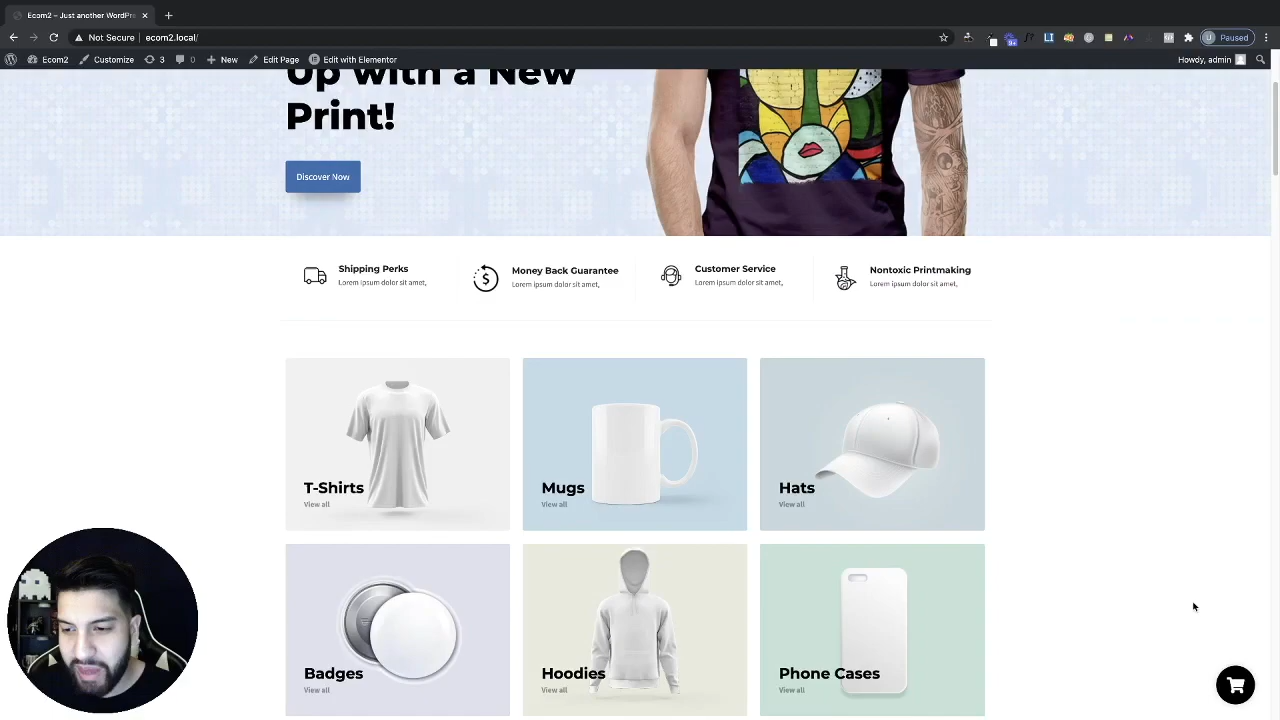 Ecom2 – Just another WordPre
Not Secure
ecom2.local/
Paused
Ecom2
Customize
3
0
New
Edit Page
Edit with Elementor
Howdy, admin
Up with a New
Print!
Discover Now
Shipping Perks
Lorem ipsum dolor sit amet,
Money Back Guarantee
Lorem ipsum dolor sit amet,
Customer Service
Lorem ipsum dolor sit amet,
Nontoxic Printmaking
Lorem ipsum dolor sit amet,
T-Shirts
View all
Mugs
View all
Hats
View all
Badges
View all
Hoodies
View all
Phone Cases
View all